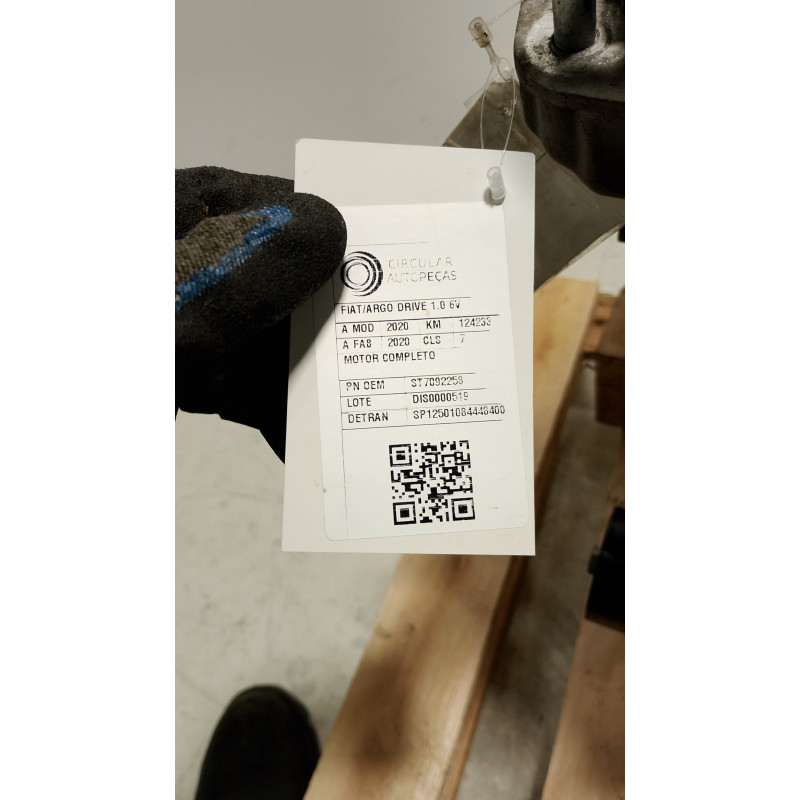 CIRCULAR
AUTOPEÇAS
FIAT/ARGO DRIVE 1.0 6V
A MOD 2020 KM 124233
A FAB 2020 CLS 7
MOTOR COMPLETO
PN OEM ST7092259
LOTE DIS0000519
DETRAN SP12501084448400